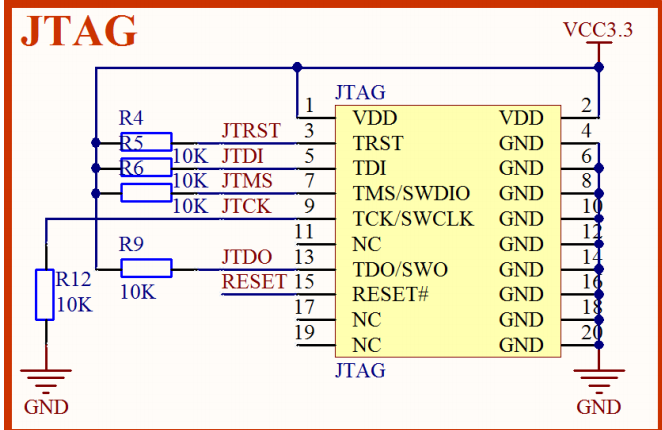 JTAG
VCC3.3
JTAG
1 VDD VDD 2
R4
3 JTRST TRST GND 4
R5
10K
5 JTDI TDI GND 6
R6
10K
7 JTMS TMS/SWDIO GND 8
10K
9 JTCK TCK/SWCLK GND 10
11 NC GND 12
R9
13 JTDO TDO/SWO GND 14
10K
15 RESET RESET# GND 16
R12
10K
17 NC GND 18
19 NC GND 20
JTAG
GND
GND